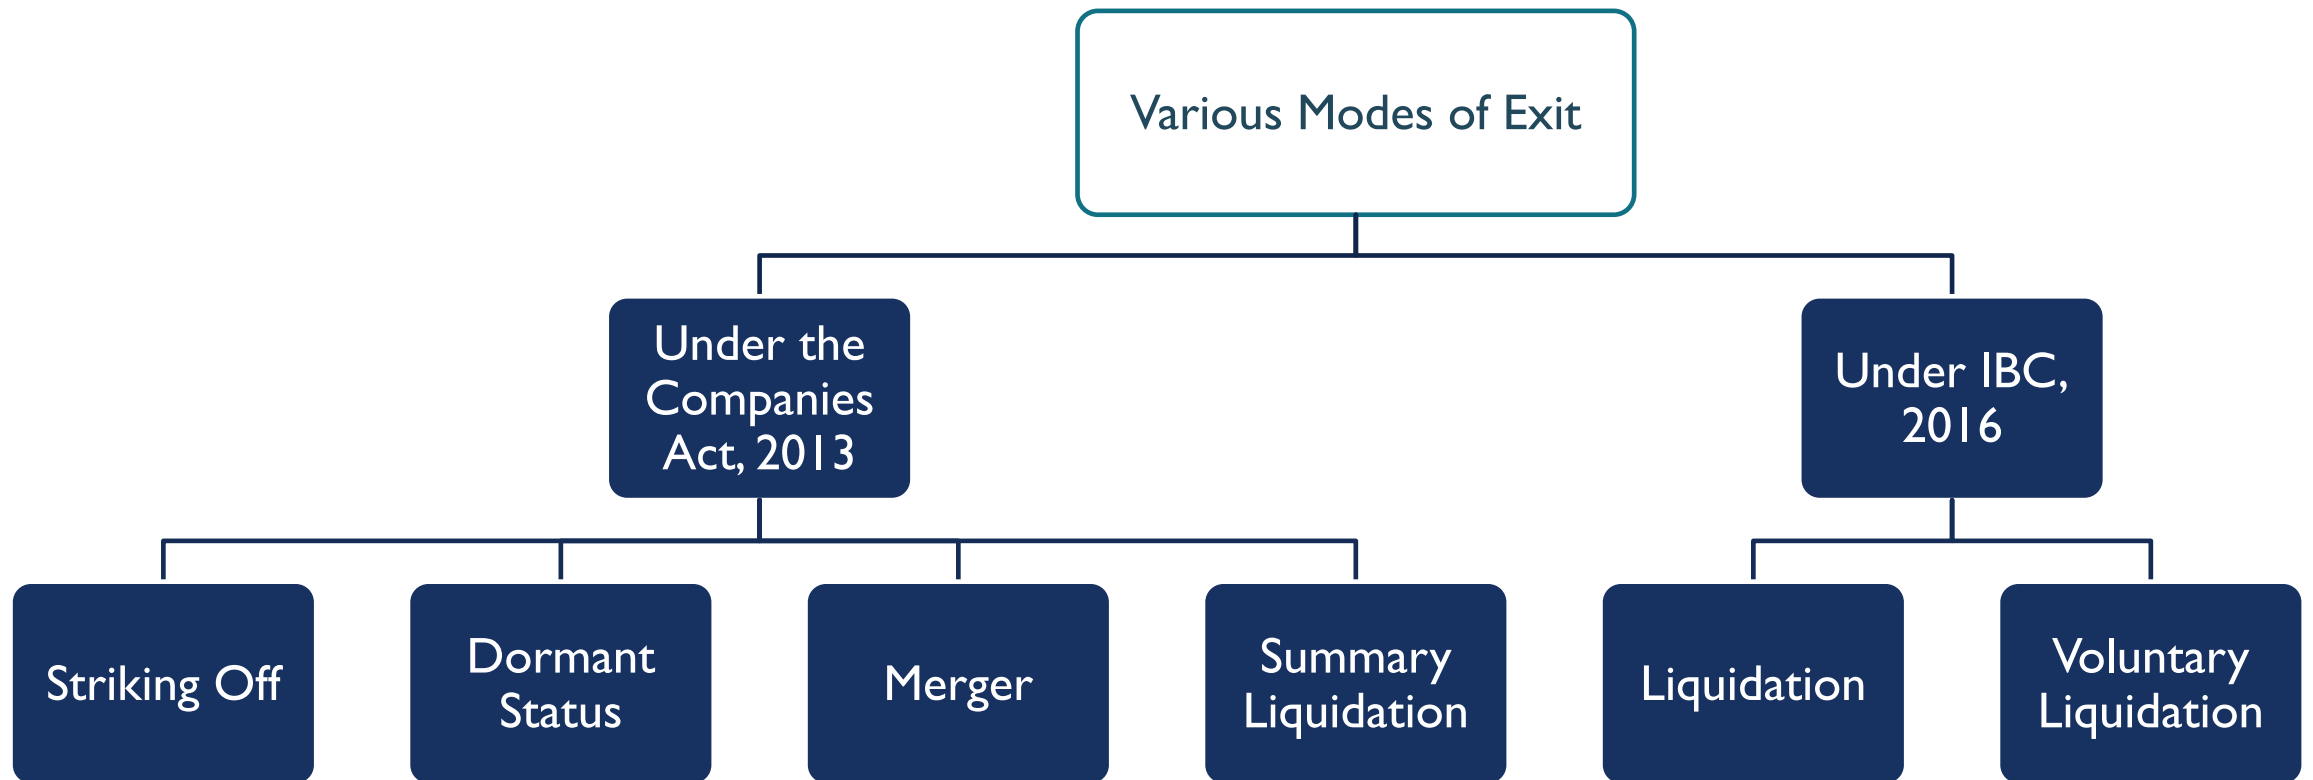 Various Modes of Exit
Under the
Companies
Act, 2013
Under IBC,
2016
Striking Off
Dormant
Status
Merger
Summary
Liquidation
Liquidation
Voluntary
Liquidation